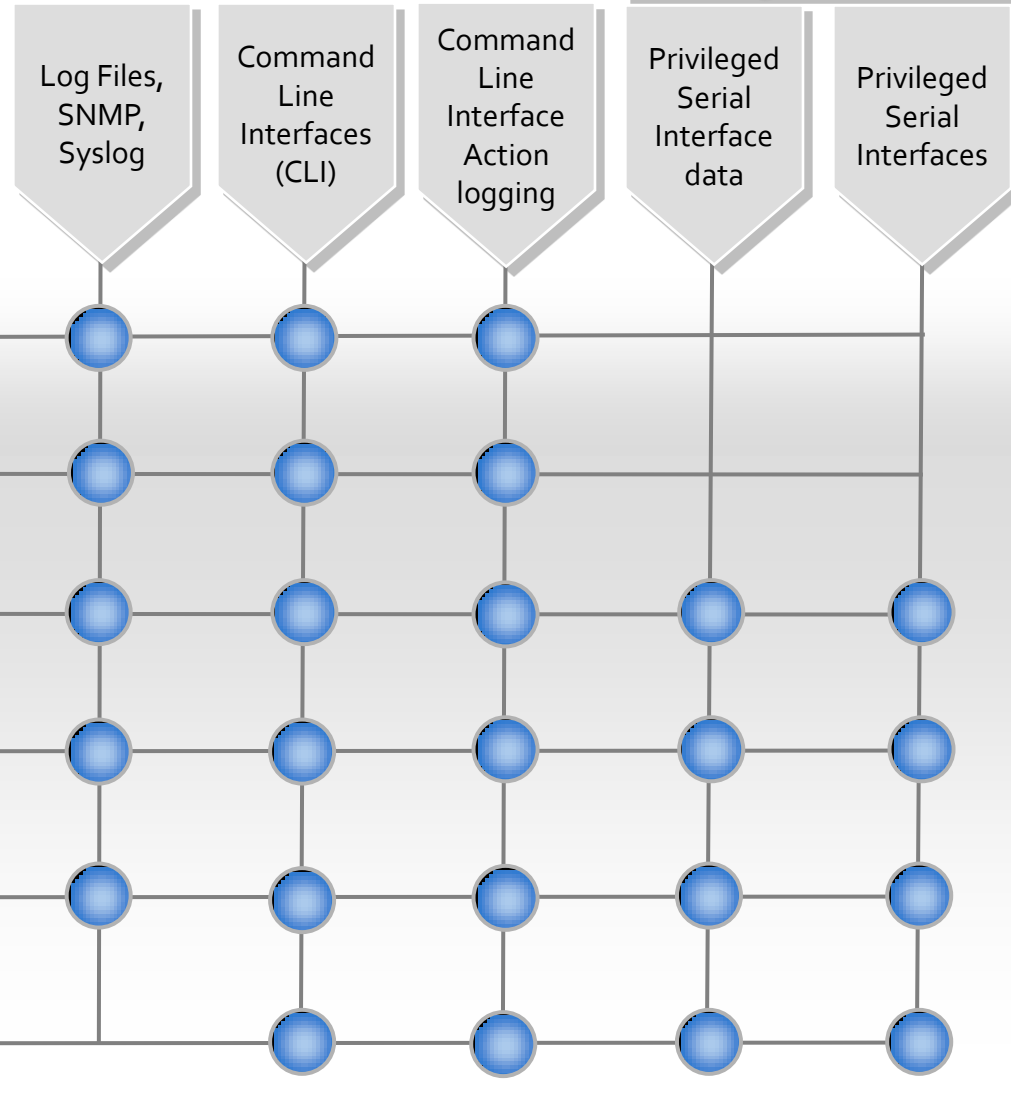 Log Files,
SNMP,
Syslog
Command
Line
Interfaces
(CLI)
Command
Line
Interface
Action
logging
Privileged
Serial
Interface
data
Privileged
Serial
Interfaces